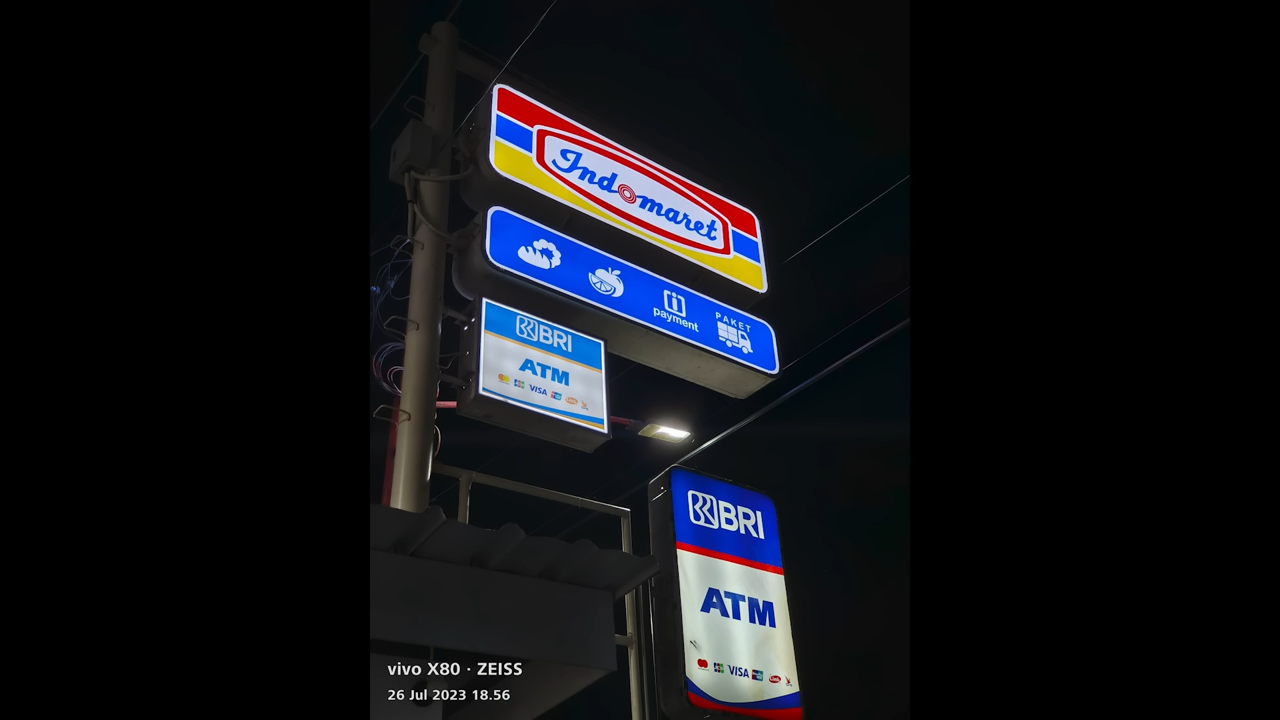 Indomaret
payment
PAKET
BRI
ATM
VISA
BRI
ATM
VISA
vivo X80 · ZEISS
26 Jul 2023 18.56